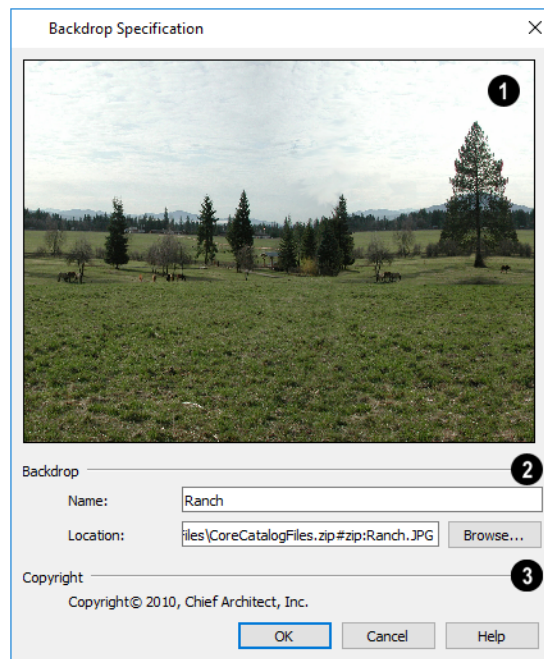 Backdrop Specification
1
Backdrop
2
Name: Ranch
Location: iles\CoreCatalogFiles.zip#zip:Ranch.JPG Browse...
Copyright
3
Copyright© 2010, Chief Architect, Inc.
OK Cancel Help